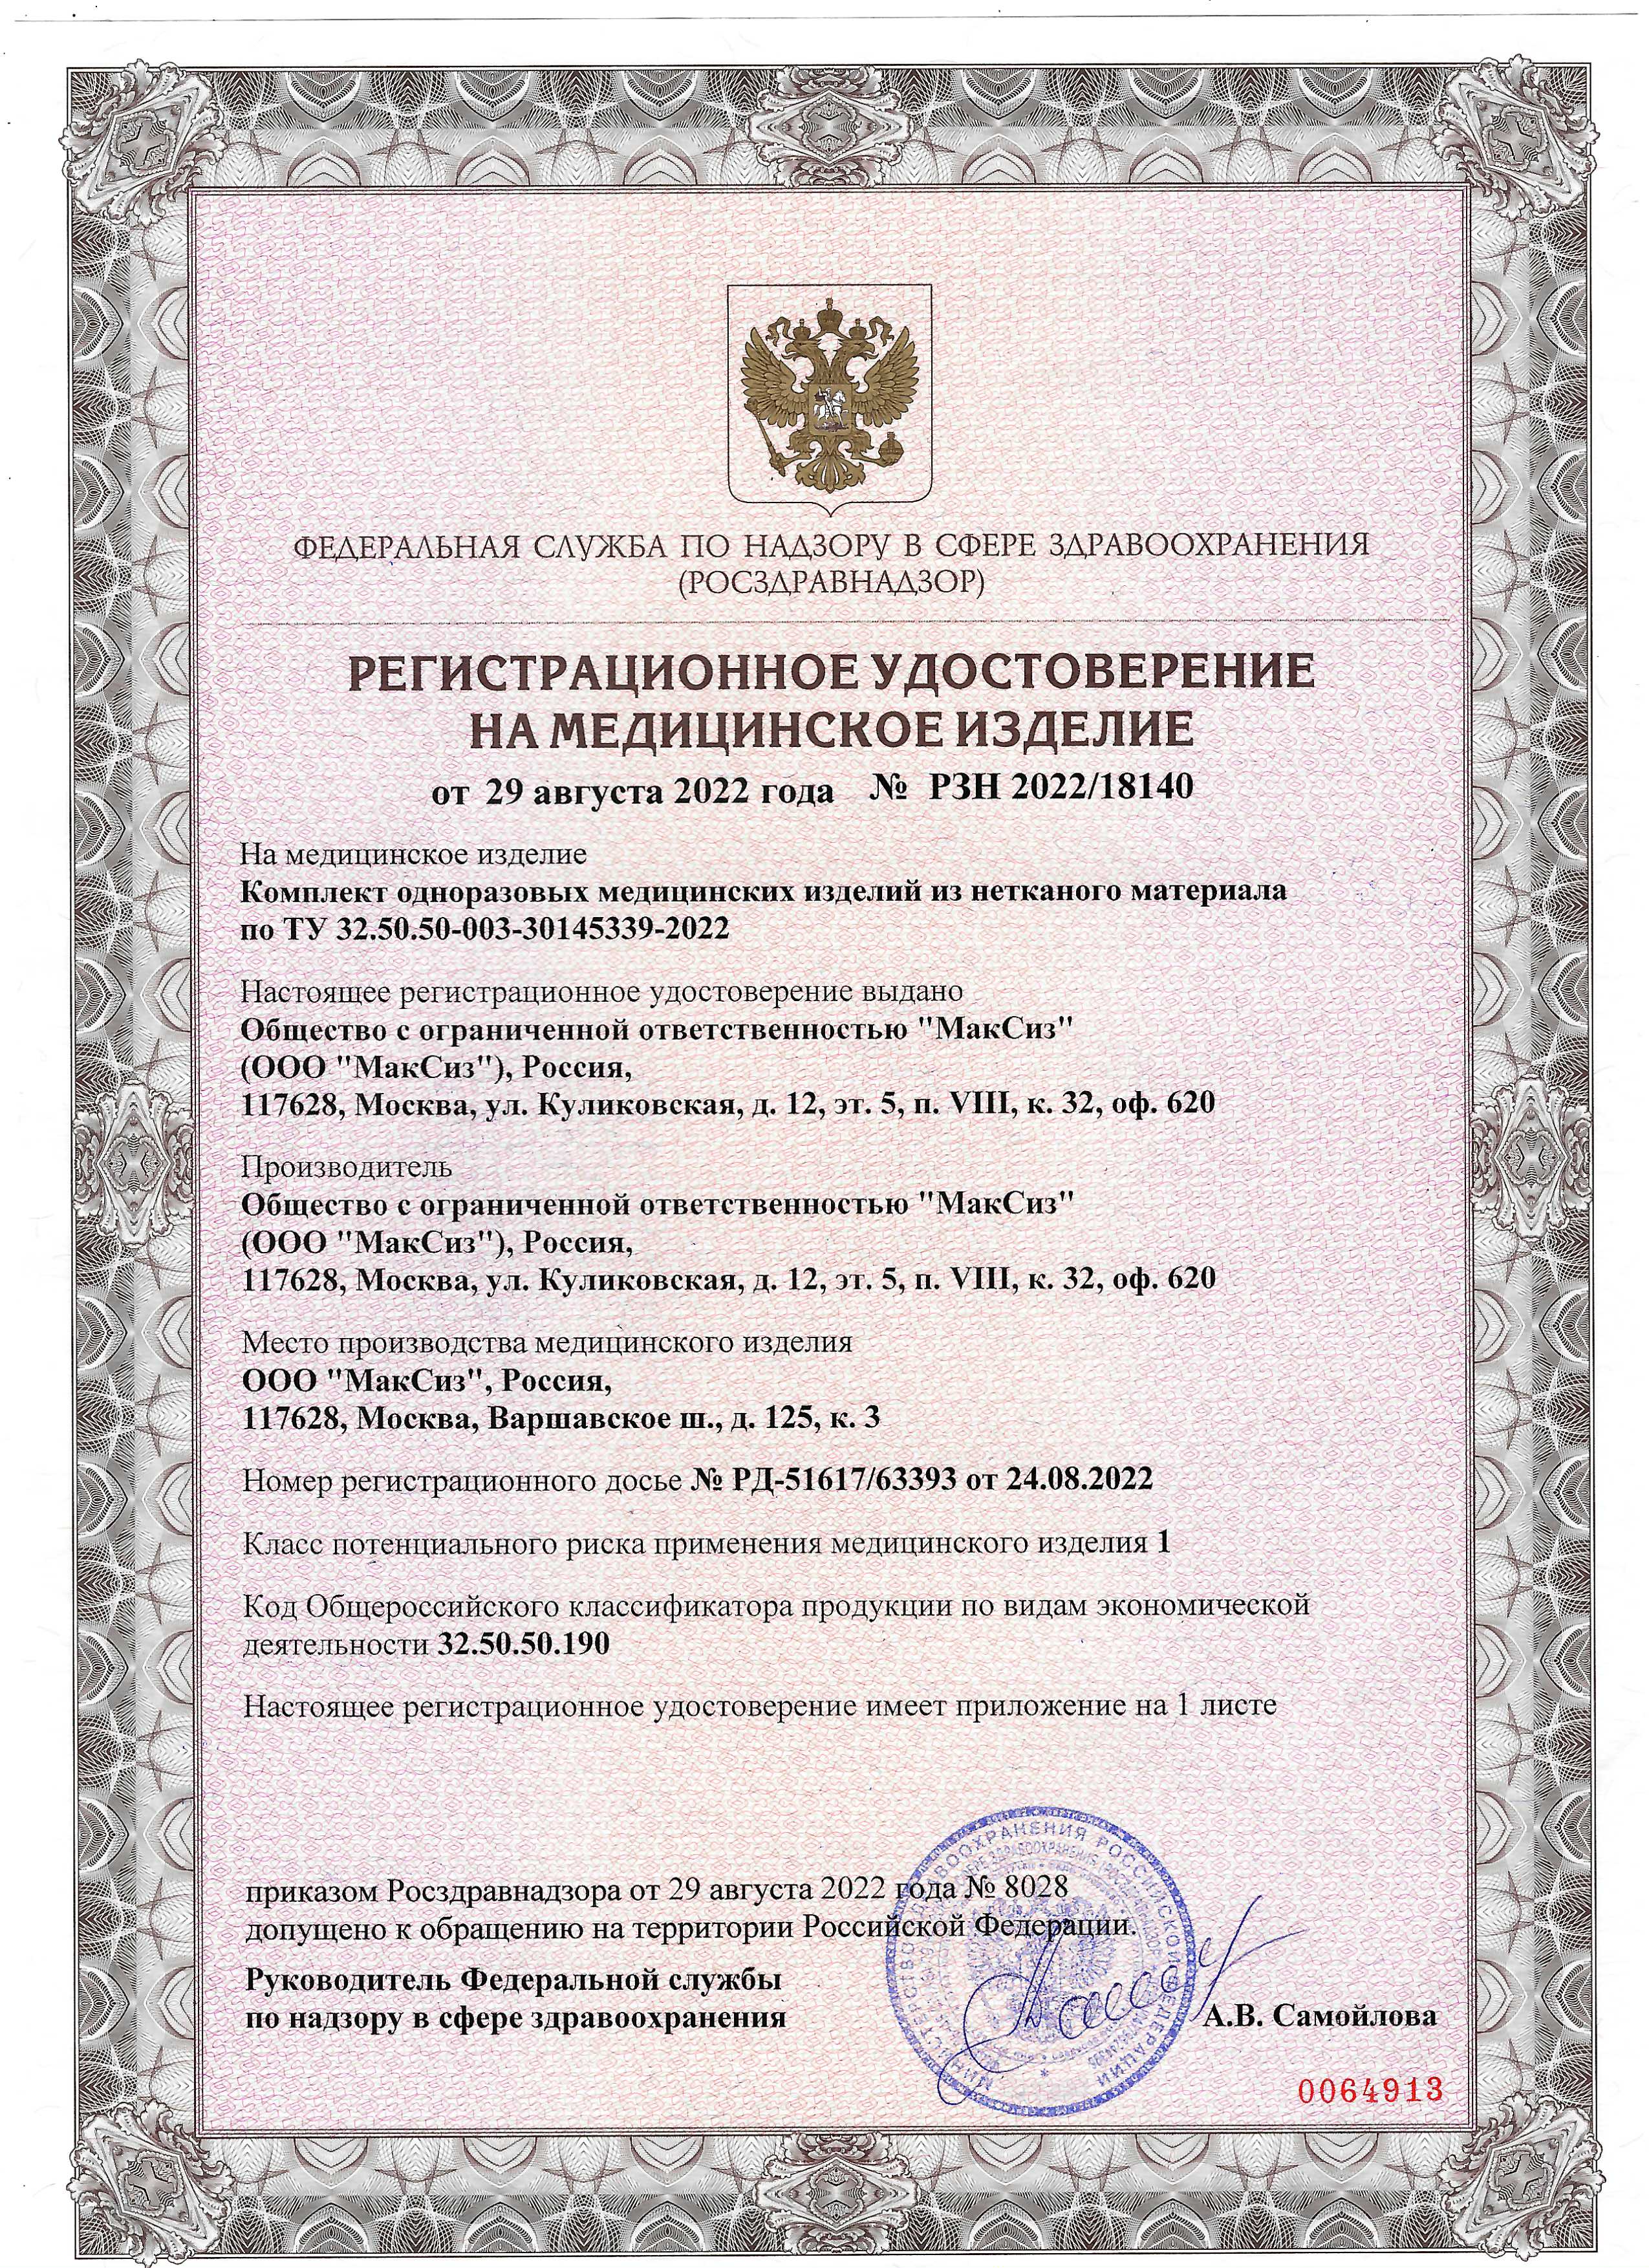 ФЕДЕРАЛЬНАЯ СЛУЖБА ПО НАДЗОРУ В СФЕРЕ ЗДРАВООХРАНЕНИЯ
(РОСЗДРАВНАДЗОР)
РЕГИСТРАЦИОННОЕ УДОСТОВЕРЕНИЕ
НА МЕДИЦИНСКОЕ ИЗДЕЛИЕ
от 29 августа 2022 года № РЗН 2022/18140
На медицинское изделие
Комплект одноразовых медицинских изделий из нетканого материала
по ТУ 32.50.50-003-30145339-2022
Настоящее регистрационное удостоверение выдано
Общество с ограниченной ответственностью "МакСиз"
(ООО "МакСиз"), Россия,
117628, Москва, ул. Куликовская, д. 12, эт. 5, п. VIII, к. 32, оф. 620
Производитель
Общество с ограниченной ответственностью "МакСиз"
(ООО "МакСиз"), Россия,
117628, Москва, ул. Куликовская, д. 12, эт. 5, п. VIII, к. 32, оф. 620
Место производства медицинского изделия
ООО "МакСиз", Россия,
117628, Москва, Варшавское ш., д. 125, к. 3
Номер регистрационного досье № РД-51617/63393 от 24.08.2022
Класс потенциального риска применения медицинского изделия 1
Код Общероссийского классификатора продукции по видам экономической
деятельности 32.50.50.190
Настоящее регистрационное удостоверение имеет приложение на 1 листе
приказом Росздравнадзора от 29 августа 2022 года № 8028
допущено к обращению на территории Российской Федерации.
Руководитель Федеральной службы
по надзору в сфере здравоохранения
А.В. Самойлова
МИНИСТЕРСТВО ЗДРАВООХРАНЕНИЯ РОССИЙСКОЙ ФЕДЕРАЦИИ
0064913